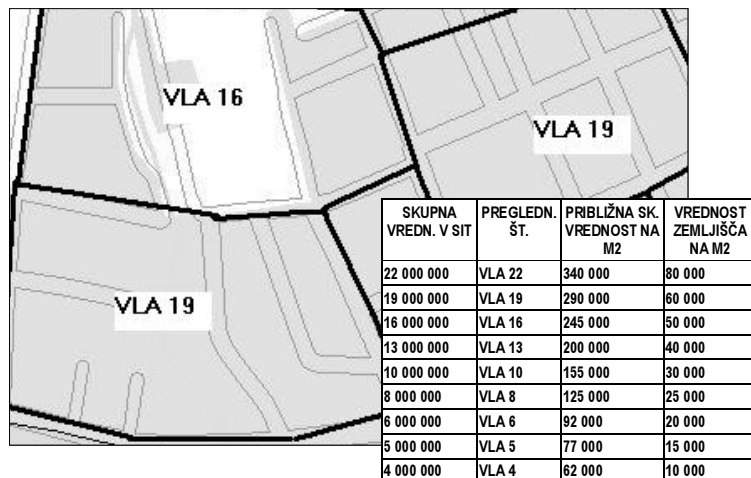 VLA 16
VLA 19
VLA 19
SKUPNA VREDN. V SIT PREGLEDN. ŠT. PRIBLIŽNA SK. VREDNOST NA M2 VREDNOST ZEMLJIŠČA NA M2
22 000 000 VLA 22 340 000 80 000
19 000 000 VLA 19 290 000 60 000
16 000 000 VLA 16 245 000 50 000
13 000 000 VLA 13 200 000 40 000
10 000 000 VLA 10 155 000 30 000
8 000 000 VLA 8 125 000 25 000
6 000 000 VLA 6 92 000 20 000
5 000 000 VLA 5 77 000 15 000
4 000 000 VLA 4 62 000 10 000